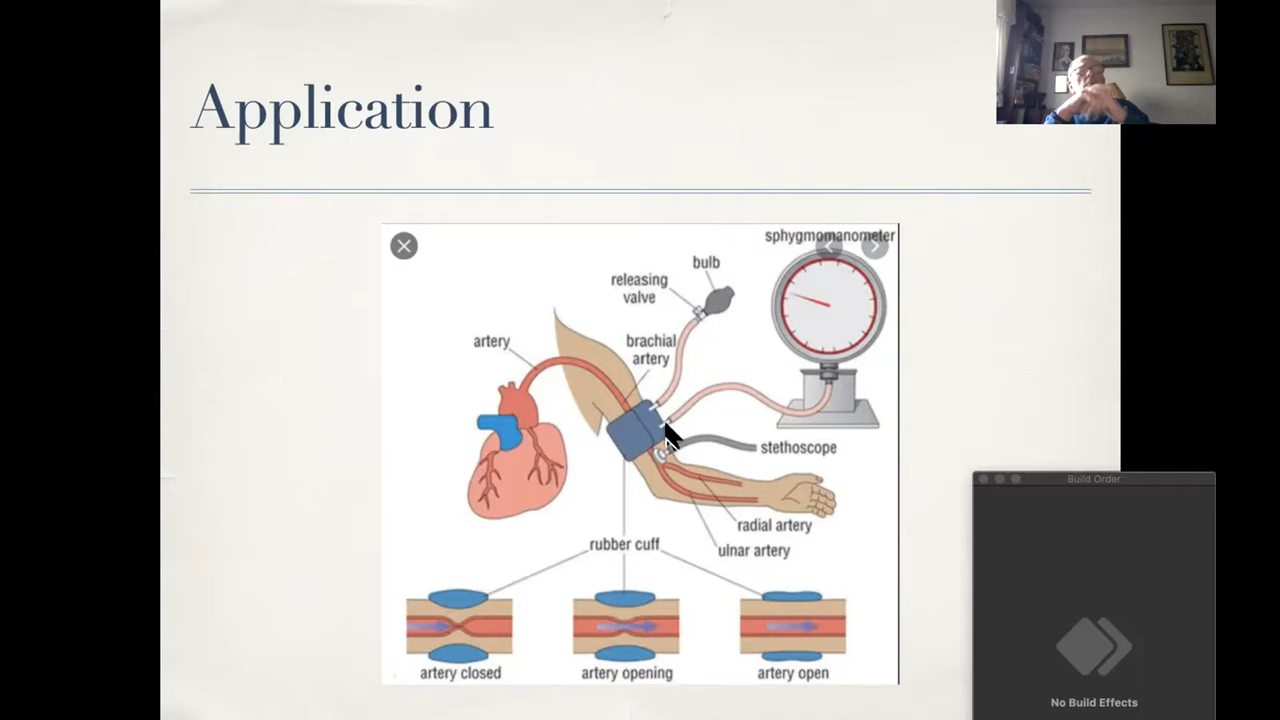 Application
sphygmomanometer
bulb
releasing
valve
artery
brachial
artery
stethoscope
radial artery
ulnar artery
rubber cuff
artery closed
artery opening
artery open
Build Order
No Build Effects